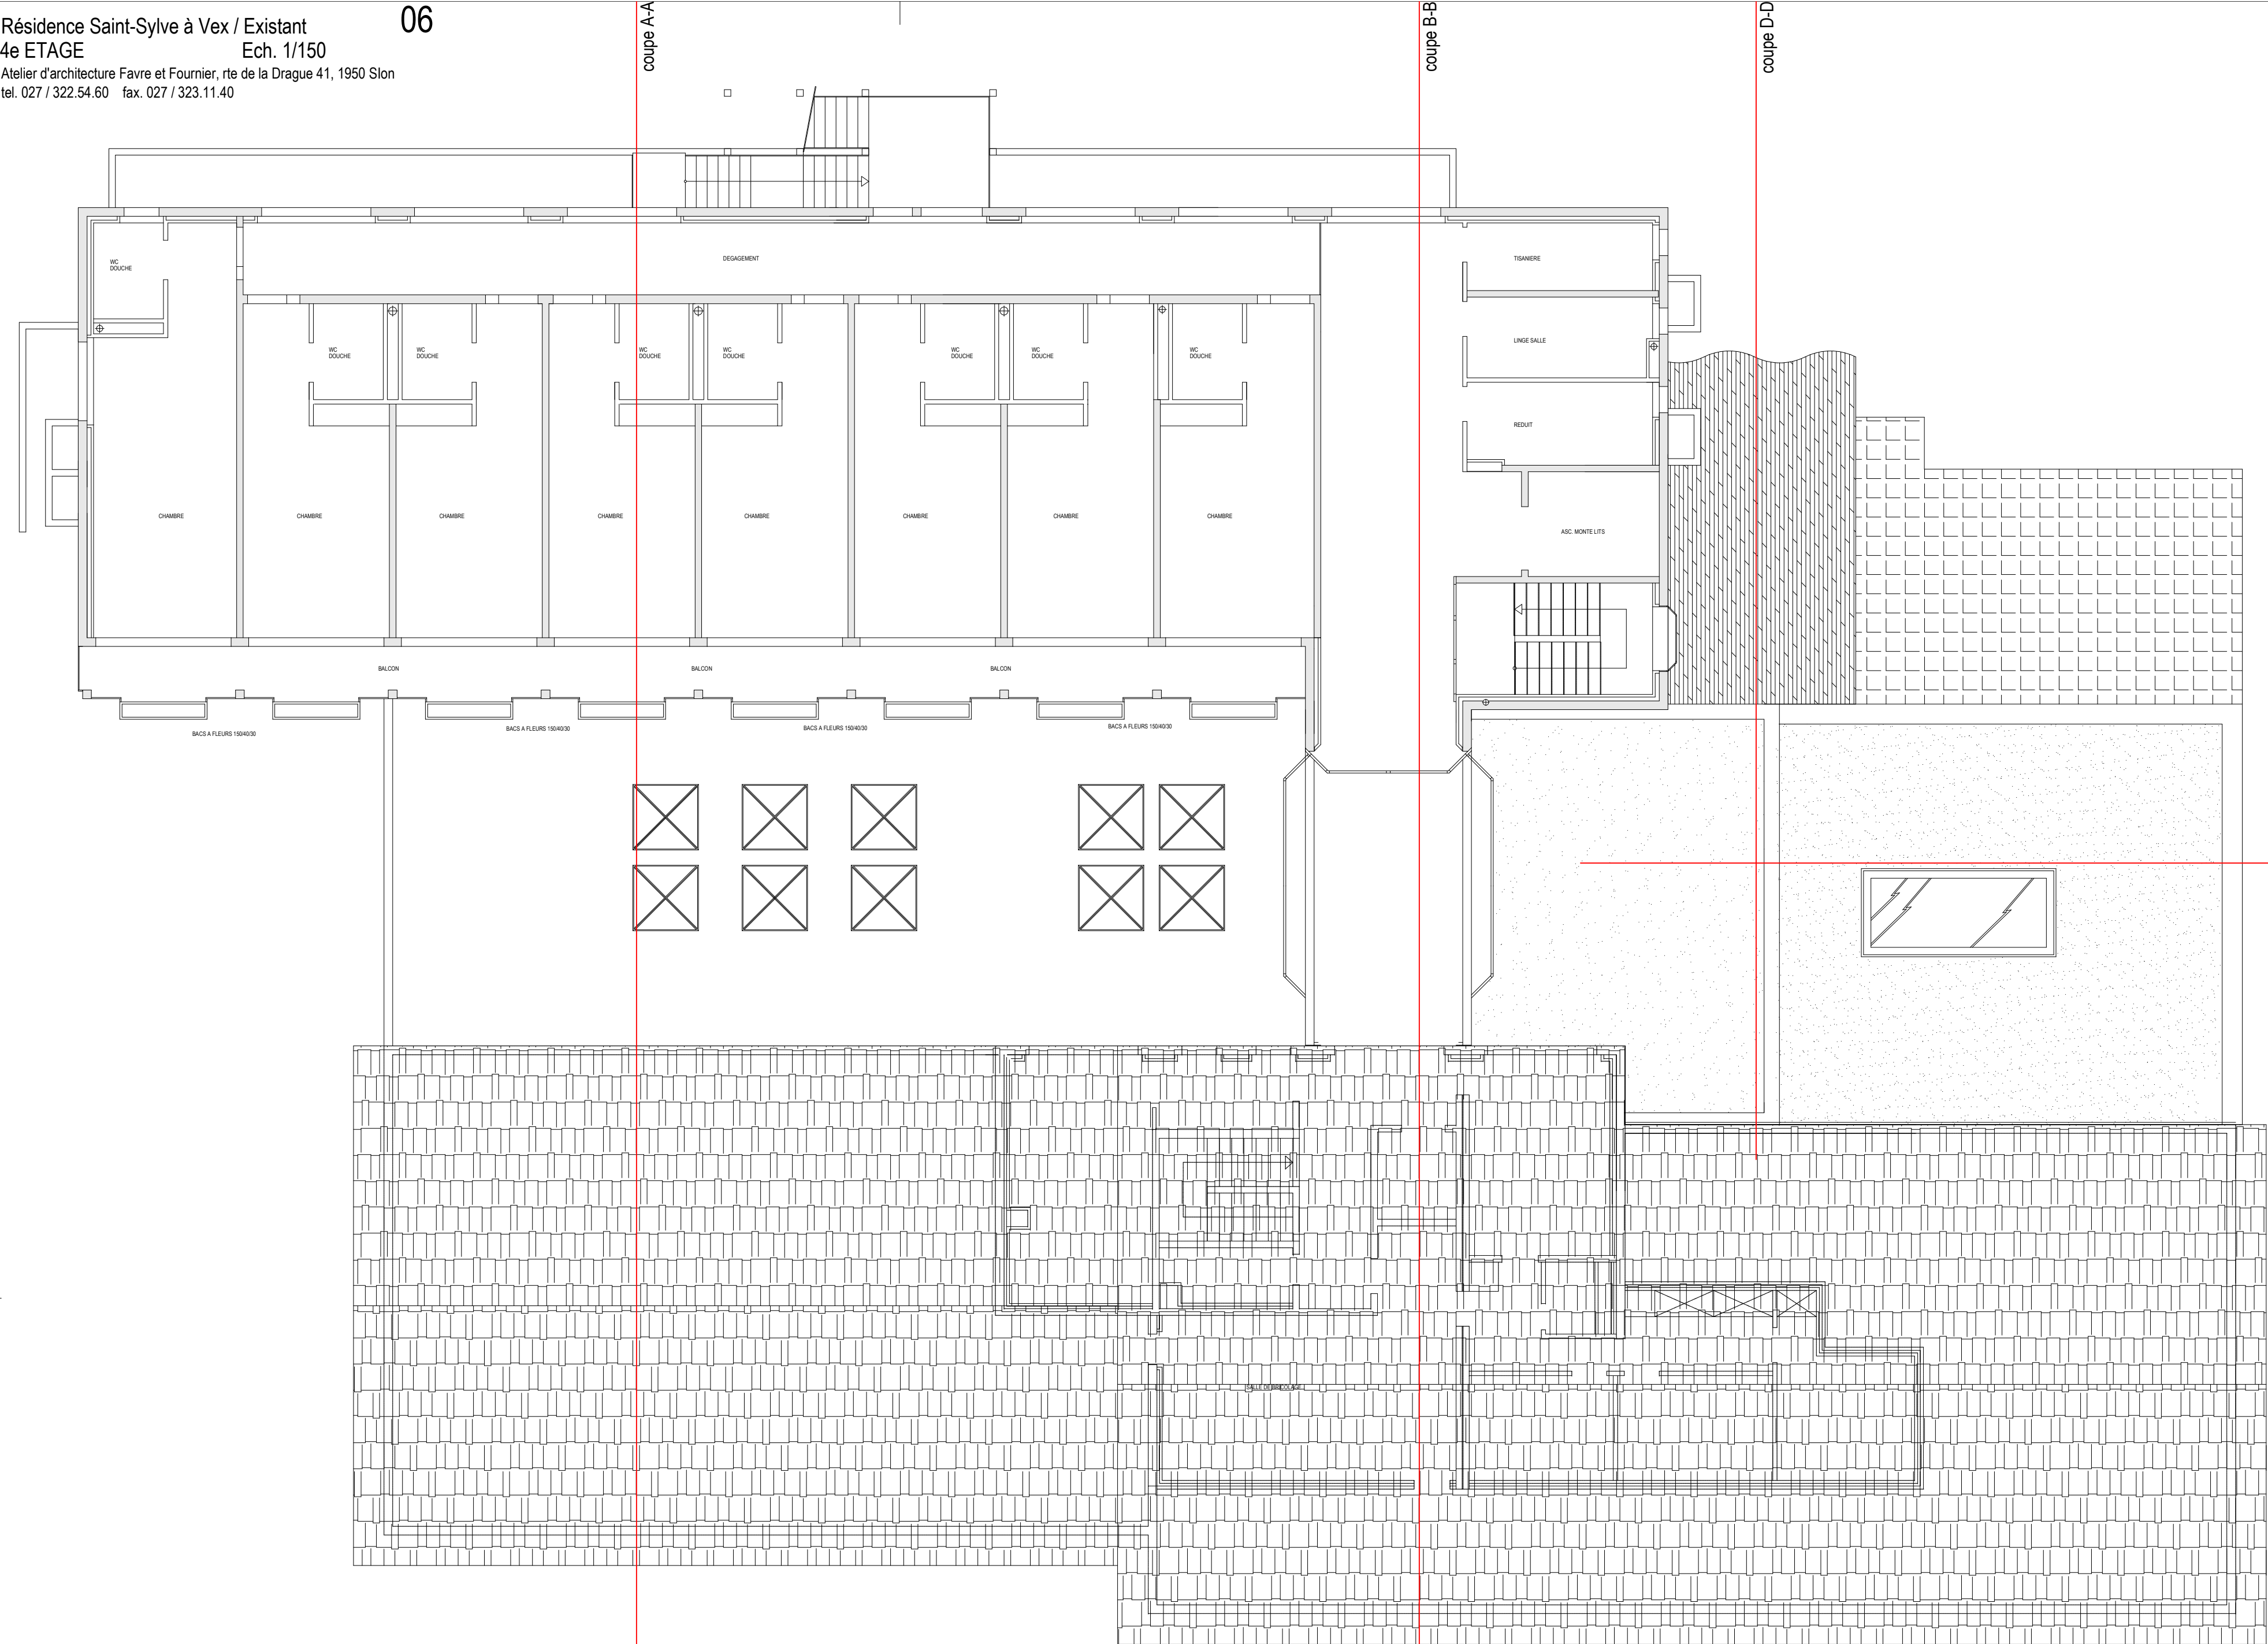 Résidence Saint-Sylve à Vex / Existant
06
4e ETAGE Ech. 1/150
Atelier d'architecture Favre et Fournier, rte de la Drague 41, 1950 SIon
tel. 027 / 322.54.60 fax. 027 / 323.11.40
coupe A-A
coupe B-B
coupe D-D
WC
DOUCHE
DEGAGEMENT
TISANIERE
LINGE SALLE
WC
DOUCHE
WC
DOUCHE
WC
DOUCHE
WC
DOUCHE
WC
DOUCHE
WC
DOUCHE
WC
DOUCHE
REDUIT
CHAMBRE
CHAMBRE
CHAMBRE
CHAMBRE
CHAMBRE
CHAMBRE
CHAMBRE
CHAMBRE
ASC. MONTE LITS
BALCON
BALCON
BALCON
BACS A FLEURS 150/40/30
BACS A FLEURS 150/40/30
BACS A FLEURS 150/40/30
BACS A FLEURS 150/40/30
SALLE DE BRICOLAGE